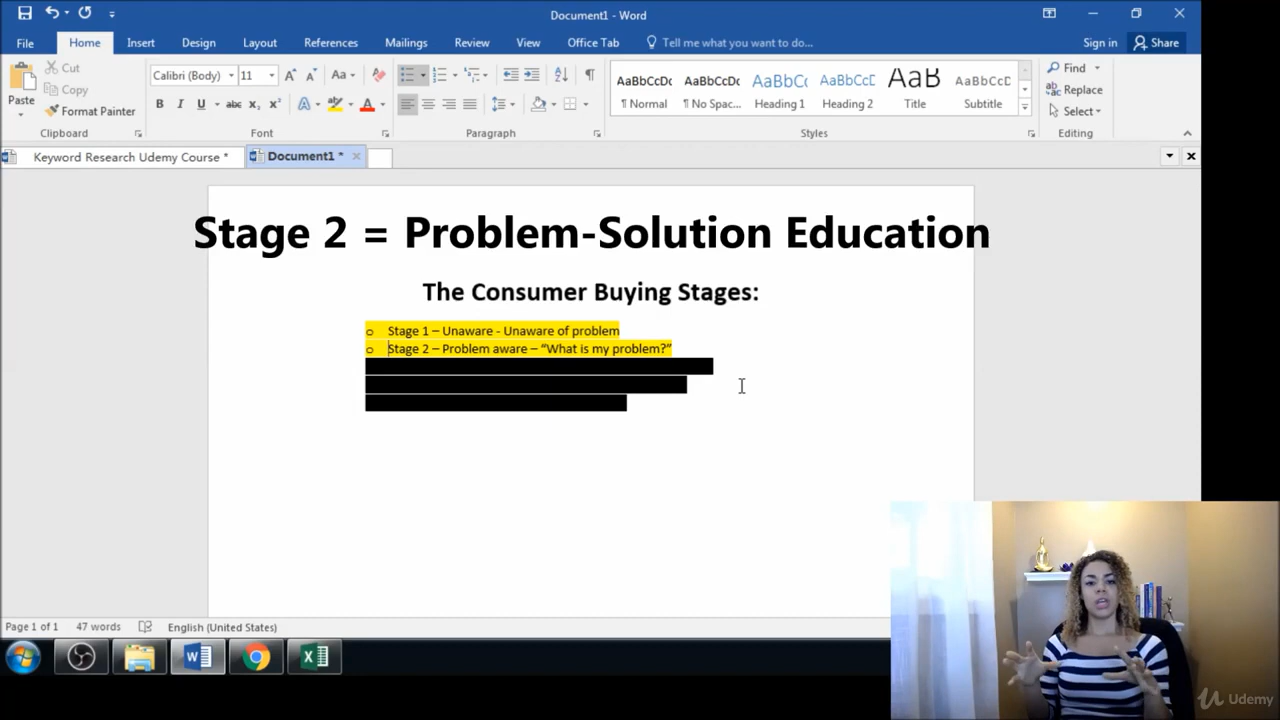 Document1 - Word
File Home Insert Design Layout References Mailings Review View Office Tab Tell me what you want to do... Sign in Share
Paste Cut Copy Format Painter
Calibri (Body) 11
AaBbCcDc AaBbCcDc AaBbC AaBbCcC AaB AaBbCcD
¶ Normal ¶ No Spac... Heading 1 Heading 2 Title Subtitle
Find Replace Select
Clipboard Font Paragraph Styles Editing
Keyword Research Udemy Course * Document1 *
Stage 2 = Problem-Solution Education
The Consumer Buying Stages:
o Stage 1 – Unaware - Unaware of problem
o Stage 2 – Problem aware – “What is my problem?”
Page 1 of 1 47 words English (United States)
Udemy